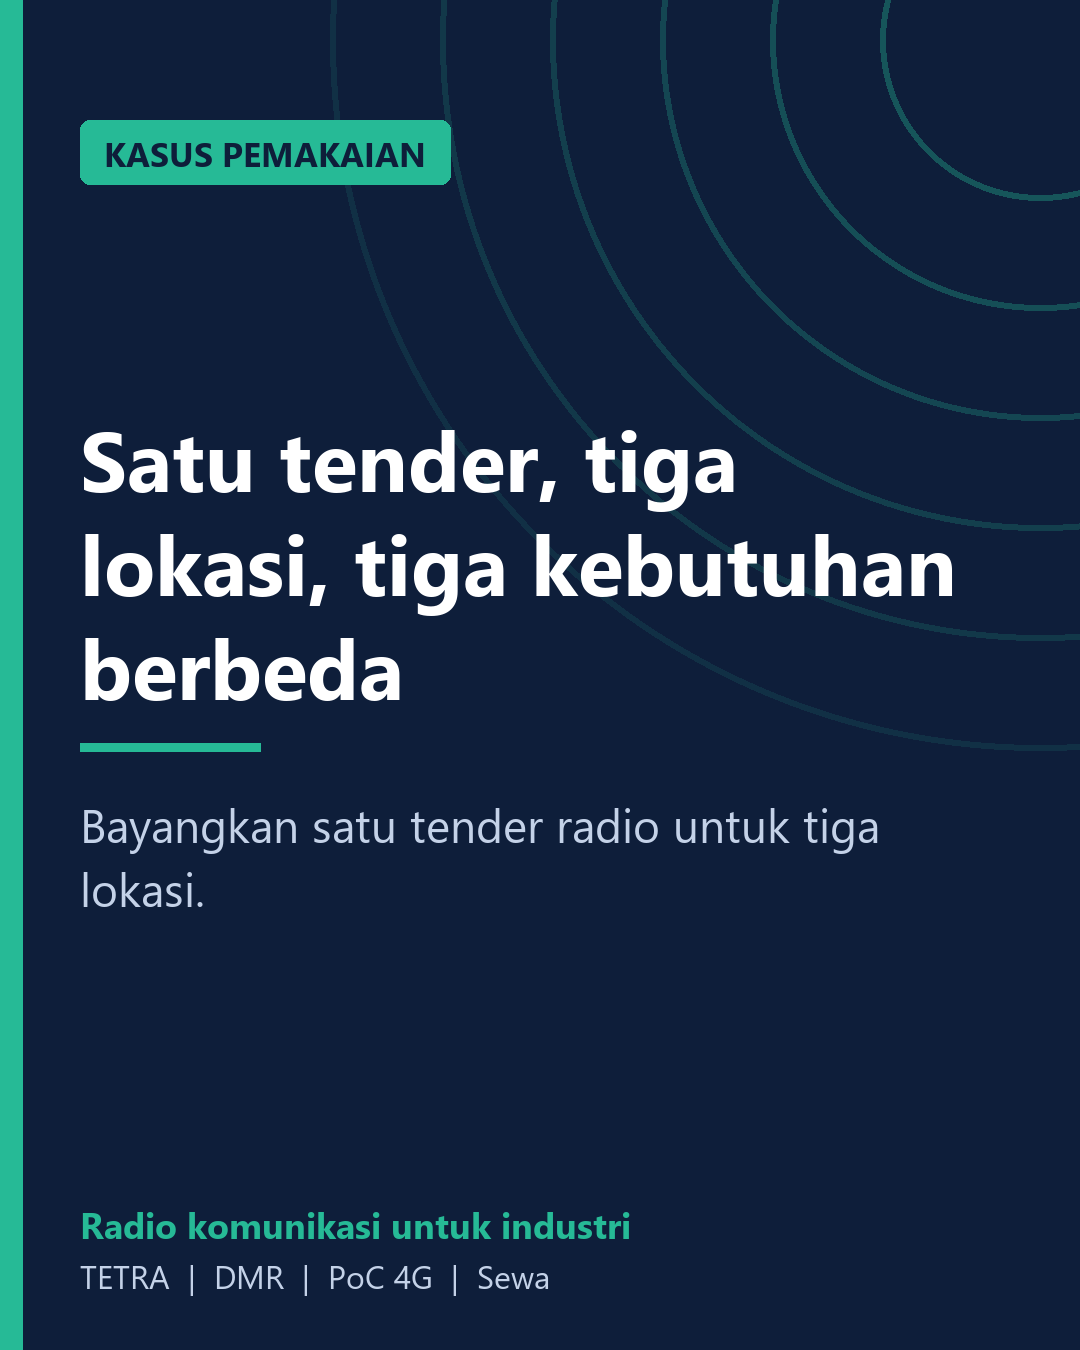 KASUS PEMAKAIAN
Satu tender, tiga
lokasi, tiga kebutuhan
berbeda
Bayangkan satu tender radio untuk tiga
lokasi.
Radio komunikasi untuk industri
TETRA | DMR | PoC 4G | Sewa